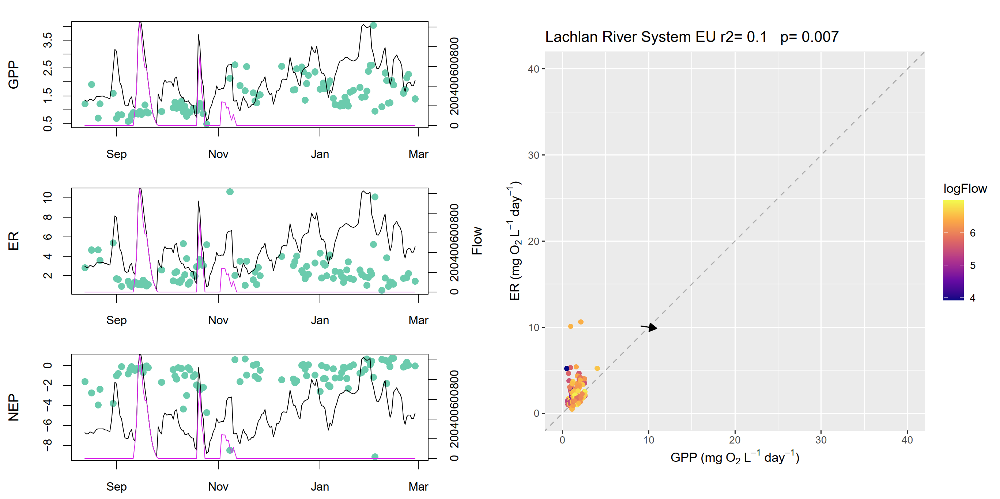 GPP
0.5 1.5 2.5 3.5
0 200400600800
Sep Nov Jan Mar
ER
2 4 6 8 10
0 200400600800
Flow
Sep Nov Jan Mar
NEP
−8 −6 −4 −2 0
0 200400600800
Sep Nov Jan Mar
Lachlan River System EU r2= 0.1 p= 0.007
ER (mg O₂ L⁻¹ day⁻¹)
40
30
20
10
0
0 10 20 30 40
GPP (mg O₂ L⁻¹ day⁻¹)
logFlow
6
5
4